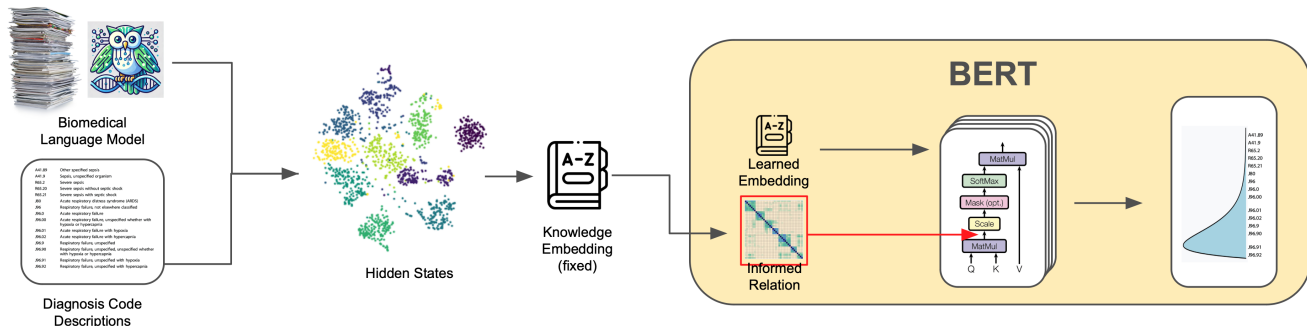 Biomedical
Language Model
A41.89 Other specified sepsis
A41.9 Sepsis, unspecified organism
R65.2 Severe sepsis
R65.20 Severe sepsis without septic shock
R65.21 Severe sepsis with septic shock
J80 Acute respiratory disease syndrome (ARDS)
J96 Respiratory failure, not elsewhere classified
J96.0 Acute respiratory failure
J96.00 Acute respiratory failure, unspecified whether with
hypoxia or hypercapnia
J96.01 Acute respiratory failure with hypoxia
J96.02 Acute respiratory failure with hypercapnia
J96.9 Respiratory failure, unspecified
J96.90 Respiratory failure, unspecified, unspecified whether
with hypoxia or hypercapnia
J96.91 Respiratory failure, unspecified with hypoxia
J96.92 Respiratory failure, unspecified with hypercapnia
Diagnosis Code
Descriptions
Hidden States
A-Z
Knowledge
Embedding
(fixed)
BERT
A-Z
Learned
Embedding
Informed
Relation
MatMul
SoftMax
Mask (opt.)
Scale
MatMul
Q K V
A41.89
A41.9
R65.2
R65.20
R65.21
J80
J96
J96.0
J96.00
J96.01
J96.02
J96.9
J96.90
J96.91
J96.92